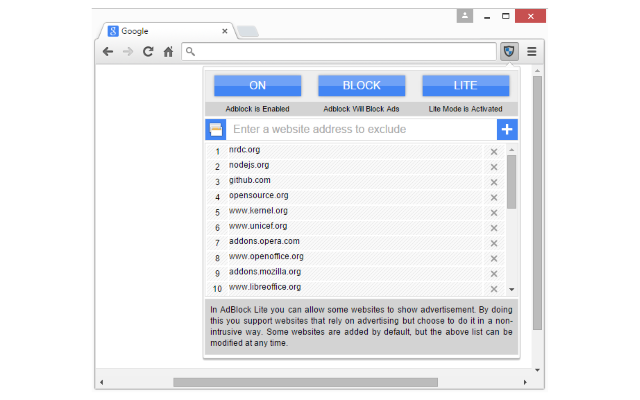 Google
ON BLOCK LITE
Adblock is Enabled Adblock Will Block Ads Lite Mode is Activated
Enter a website address to exclude
1 nrdc.org
2 nodejs.org
3 github.com
4 opensource.org
5 www.kernel.org
6 www.unicef.org
7 addons.opera.com
8 www.openoffice.org
9 addons.mozilla.org
10 www.libreoffice.org
In AdBlock Lite you can allow some websites to show advertisement. By doing
this you support websites that rely on advertising but choose to do it in a non-
intrusive way. Some websites are added by default, but the above list can be
modified at any time.